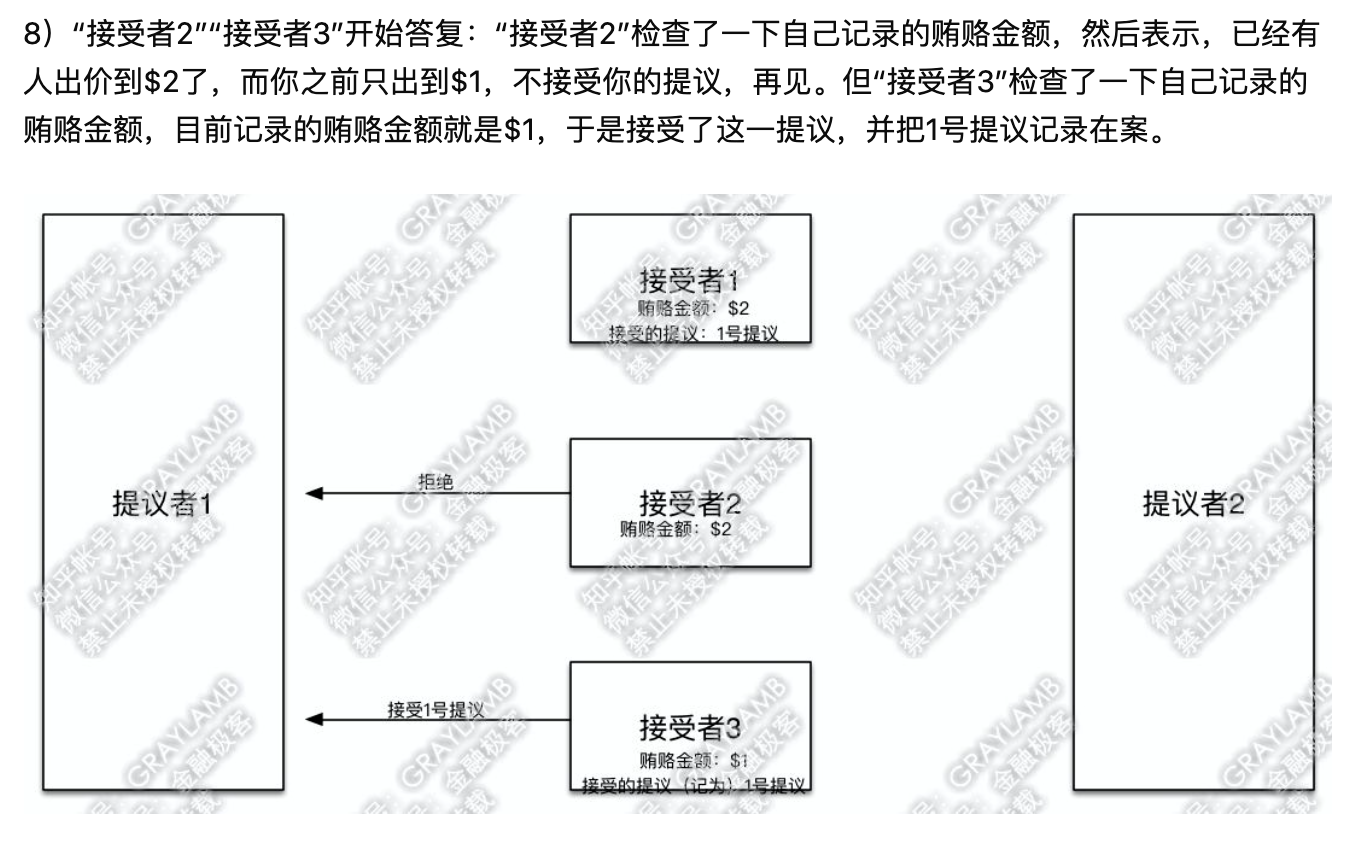 8）“接受者2”“接受者3”开始答复：“接受者2”检查了一下自己记录的贿赂金额，然后表示，已经有
人出价到$2了，而你之前只出到$1，不接受你的提议，再见。但“接受者3”检查了一下自己记录的
贿赂金额，目前记录的贿赂金额就是$1，于是接受了这一提议，并把1号提议记录在案。
接受者1
贿赂金额：$2
接受的提议：1号提议
提议者1
拒绝
接受者2
贿赂金额：$2
提议者2
接受1号提议
接受者3
贿赂金额：$1
接受的提议（记为）1号提议
知乎帐号：GRAYLAMB
微信公众号：金融极客
禁止未授权转载